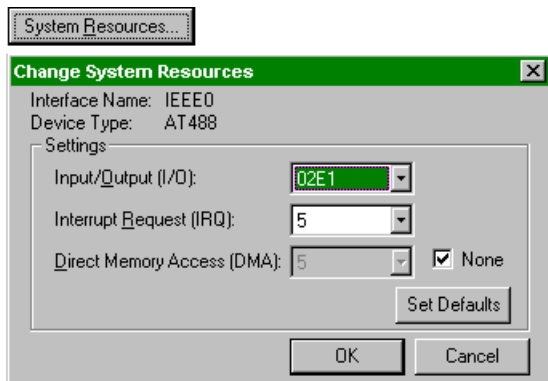 System Resources...
Change System Resources
Interface Name: IEEE0
Device Type: AT488
Settings
Input/Output (I/O): 02E1
Interrupt Request (IRQ): 5
Direct Memory Access (DMA): 5 None
Set Defaults
OK Cancel